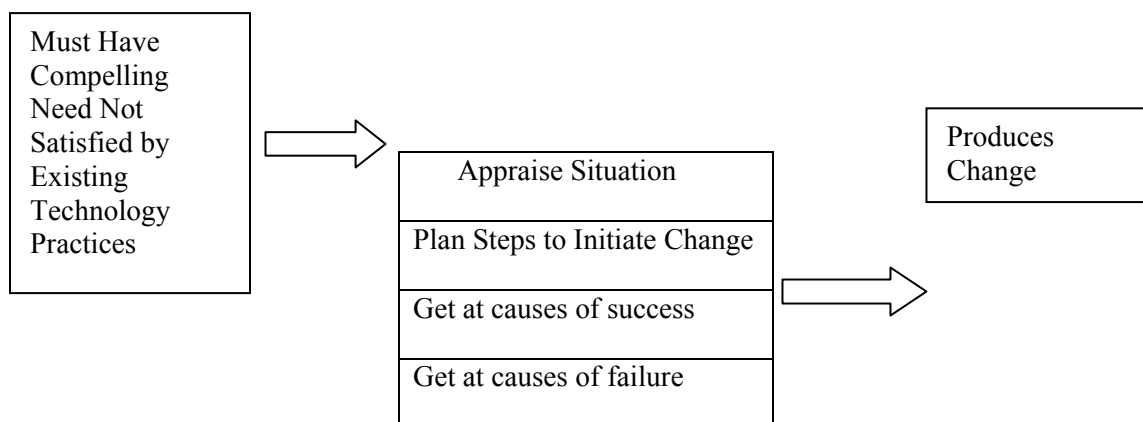 Must Have
Compelling
Need Not
Satisfied by
Existing
Technology
Practices
Appraise Situation
Plan Steps to Initiate Change
Get at causes of success
Get at causes of failure
Produces
Change